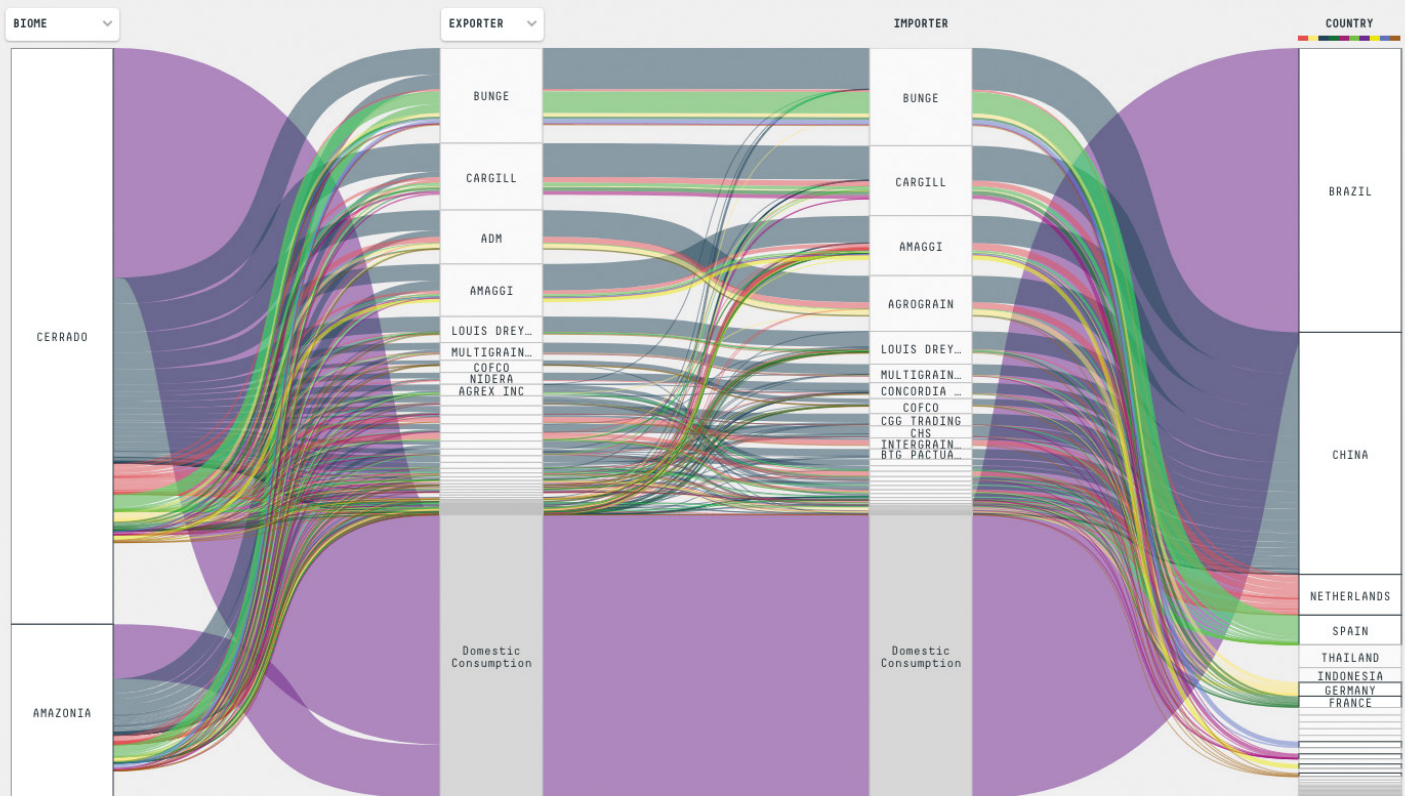 BIOME
EXPORTER
IMPORTER
COUNTRY
CERRADO
AMAZONIA
BUNGE
CARGILL
ADM
AMAGGI
LOUIS DREY…
MULTIGRAIN…
COFCO
NIDERA
AGREX INC
Domestic
Consumption
BUNGE
CARGILL
AMAGGI
AGROGRAIN
LOUIS DREY…
MULTIGRAIN…
CONCORDIA …
COFCO
CGG TRADING
CHS
INTERGRAIN…
BTG PACTUA…
Domestic
Consumption
BRAZIL
CHINA
NETHERLANDS
SPAIN
THAILAND
INDONESIA
GERMANY
FRANCE